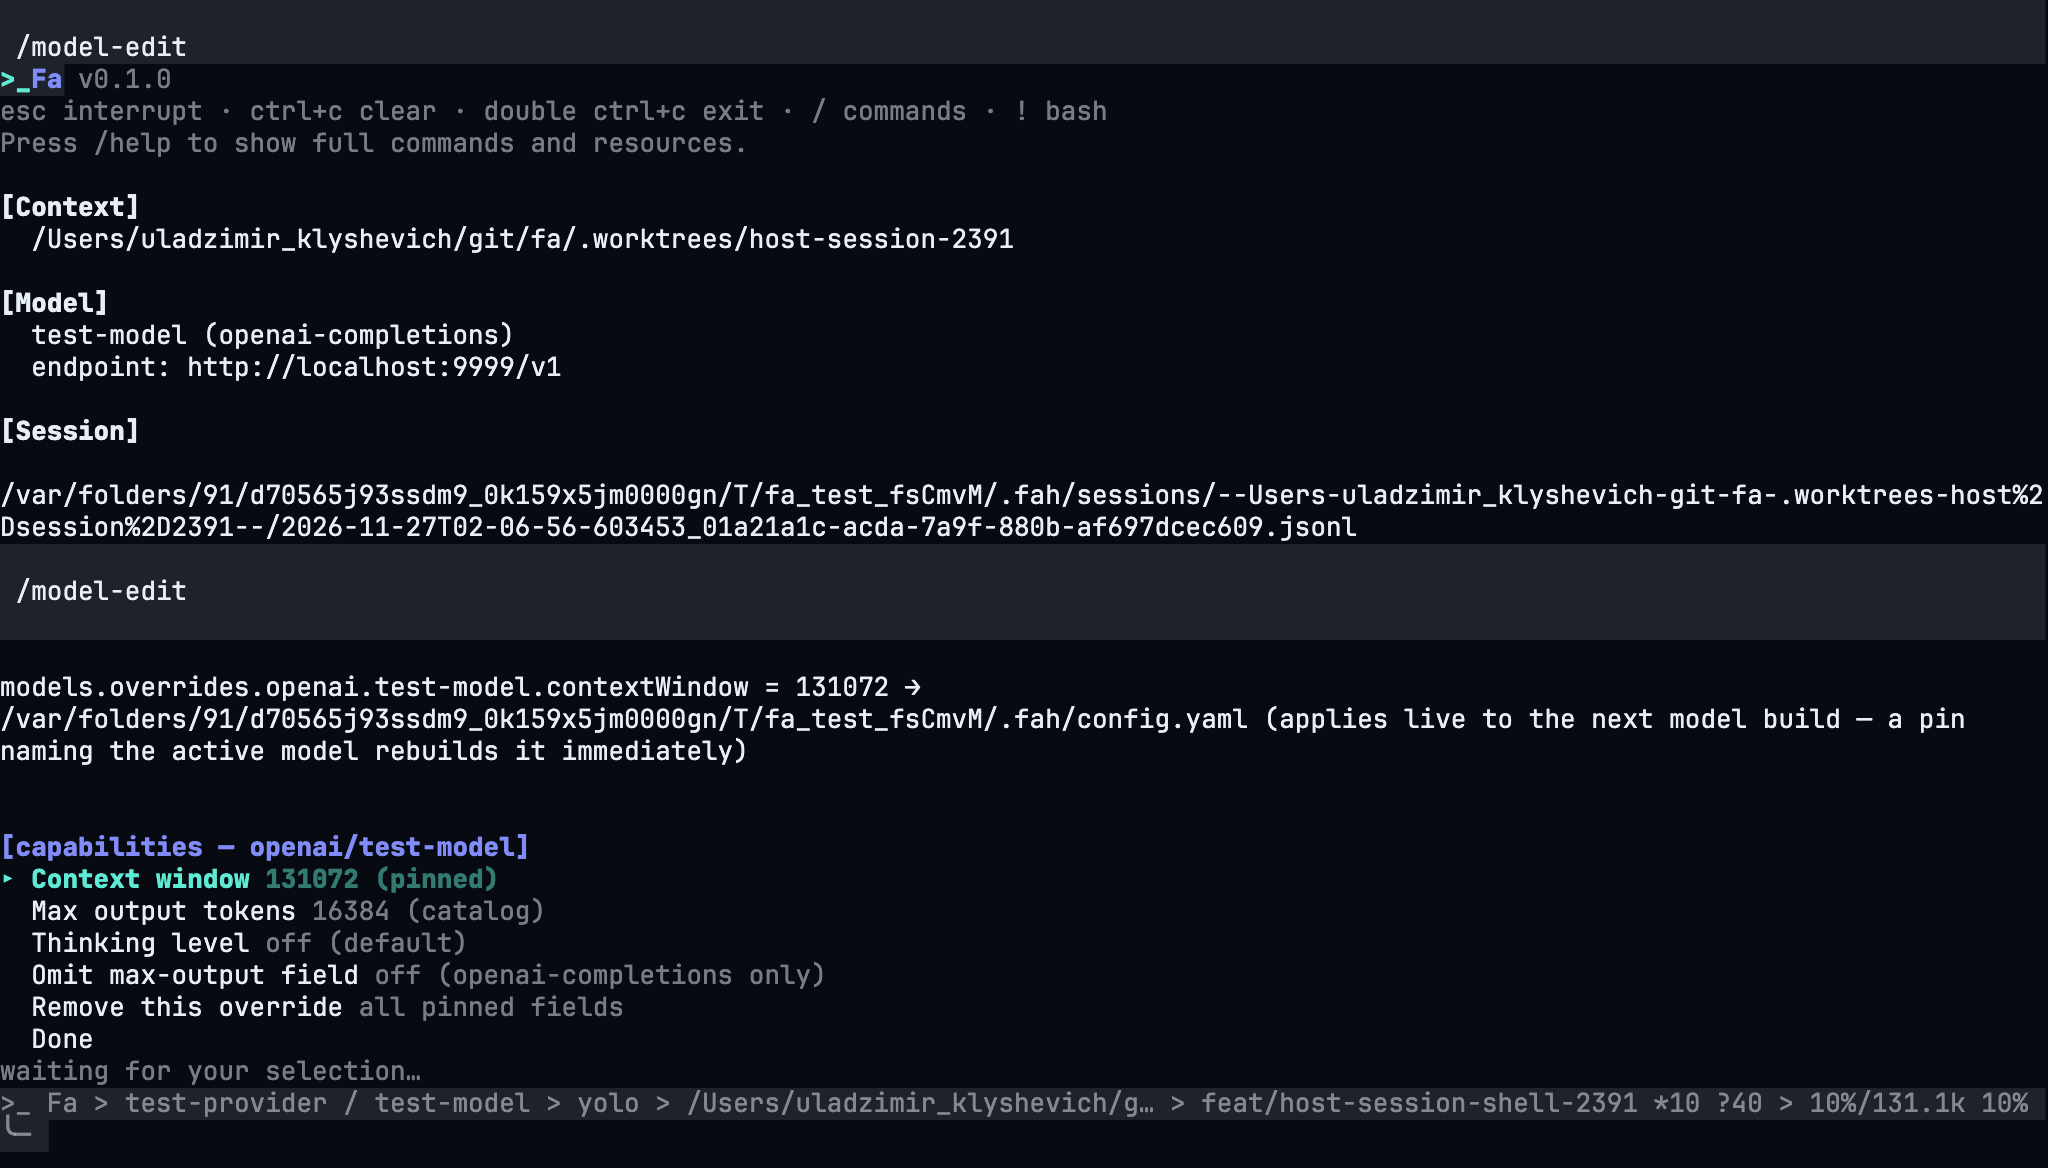 /model-edit
>_Fa v0.1.0
esc interrupt · ctrl+c clear · double ctrl+c exit · / commands · ! bash
Press /help to show full commands and resources.
[Context]
/Users/uladzimir_klyshevich/git/fa/.worktrees/host-session-2391
[Model]
test-model (openai-completions)
endpoint: http://localhost:9999/v1
[Session]
/var/folders/91/d70565j93ssdm9_0k159x5jm0000gn/T/fa_test_fsCmvM/.fah/sessions/--Users-uladzimir_klyshevich-git-fa-.worktrees-host%2
Dsession%2D2391--/2026-11-27T02-06-56-603453_01a21a1c-acda-7a9f-880b-af697dcec609.jsonl
/model-edit
models.overrides.openai.test-model.contextWindow = 131072 →
/var/folders/91/d70565j93ssdm9_0k159x5jm0000gn/T/fa_test_fsCmvM/.fah/config.yaml (applies live to the next model build — a pin
naming the active model rebuilds it immediately)
[capabilities — openai/test-model]
▸ Context window 131072 (pinned)
Max output tokens 16384 (catalog)
Thinking level off (default)
Omit max-output field off (openai-completions only)
Remove this override all pinned fields
Done
waiting for your selection…
>_ Fa > test-provider / test-model > yolo > /Users/uladzimir_klyshevich/g… > feat/host-session-shell-2391 *10 ?40 > 10%/131.1k 10%